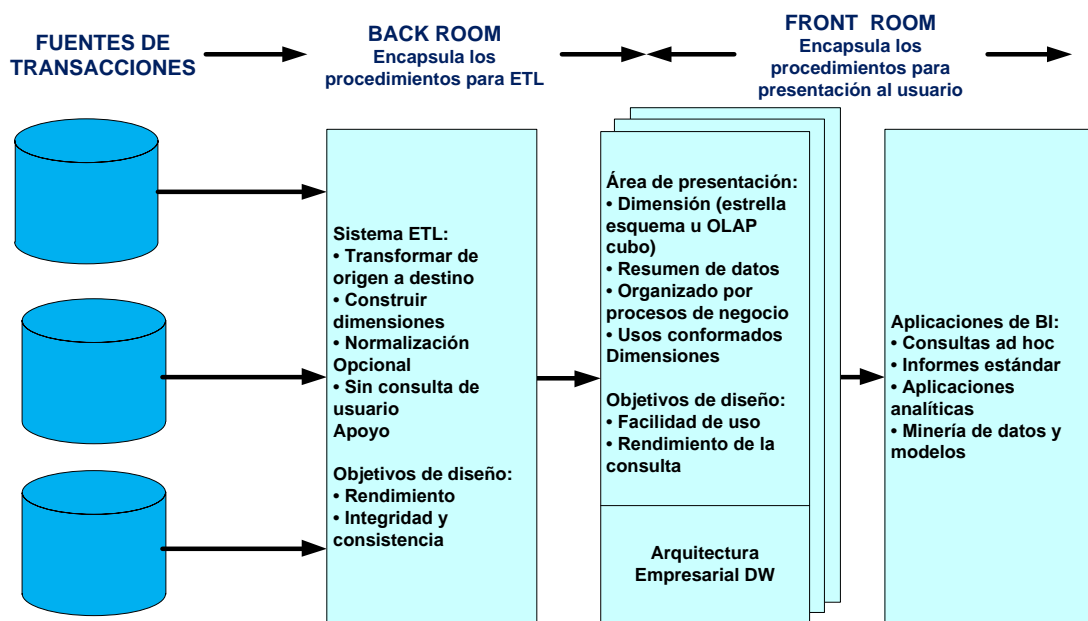 FUENTES DE
TRANSACCIONES
BACK ROOM
Encapsula los
procedimientos para ETL
FRONT ROOM
Encapsula los
procedimientos para
presentación al usuario
Sistema ETL:
• Transformar de
origen a destino
• Construir
dimensiones
• Normalización
Opcional
• Sin consulta de
usuario
Apoyo
Objetivos de diseño:
• Rendimiento
• Integridad y
consistencia
Área de presentación:
• Dimensión (estrella
esquema u OLAP
cubo)
• Resumen de datos
• Organizado por
procesos de negocio
• Usos conformados
Dimensiones
Objetivos de diseño:
• Facilidad de uso
• Rendimiento de la
consulta
Arquitectura
Empresarial DW
Aplicaciones de BI:
• Consultas ad hoc
• Informes estándar
• Aplicaciones
analíticas
• Minería de datos y
modelos